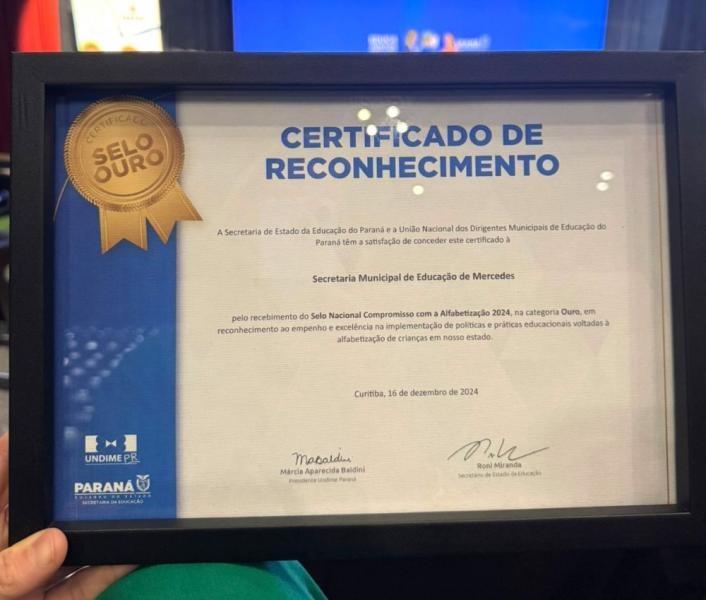 CERTIFICADO
SELO
OURO
CERTIFICADO DE
RECONHECIMENTO
A Secretaria de Estado da Educação do Paraná e a União Nacional dos Dirigentes Municipais de Educação do
Paraná têm a satisfação de conceder este certificado à
Secretaria Municipal de Educação de Mercedes
pelo recebimento do Selo Nacional Compromisso com a Alfabetização 2024, na categoria Ouro, em
reconhecimento ao empenho e excelência na implementação de políticas e práticas educacionais voltadas à
alfabetização de crianças em nosso estado.
Curitiba, 16 de dezembro de 2024
Márcia Aparecida Baldini
Presidente Undime Paraná
Roni Miranda
Secretário de Estado da Educação
UNDIME PR
PARANÁ
GOVERNO DO ESTADO
SECRETARIA DA EDUCAÇÃO